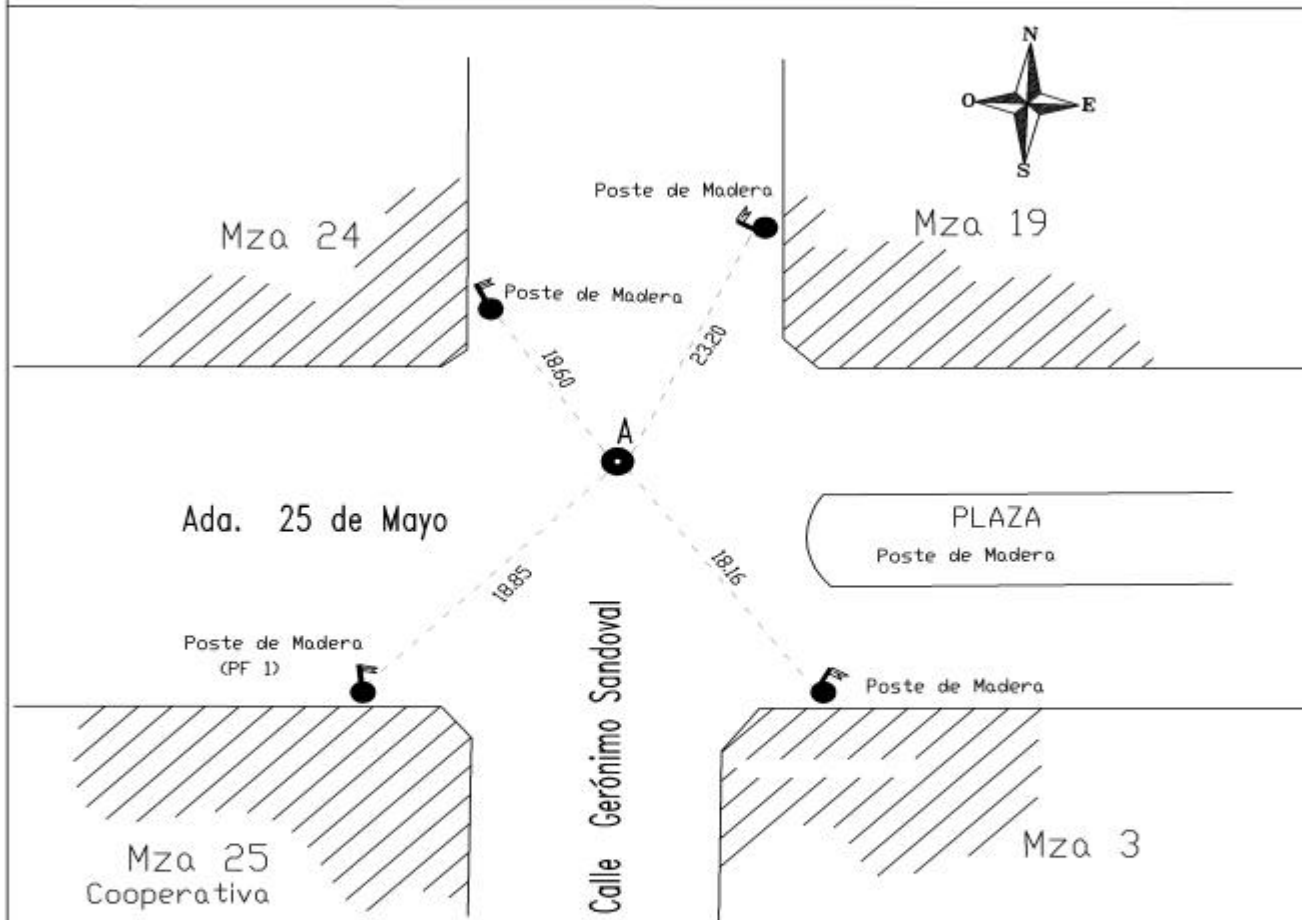 N
O
E
S
Poste de Madera
Mza 24
Mza 19
Poste de Madera
18.60
23.20
A
Ada. 25 de Mayo
PLAZA
Poste de Madera
18.85
18.16
Calle Gerónimo Sandoval
Poste de Madera
(PF 1)
Poste de Madera
Mza 25
Cooperativa
Mza 3